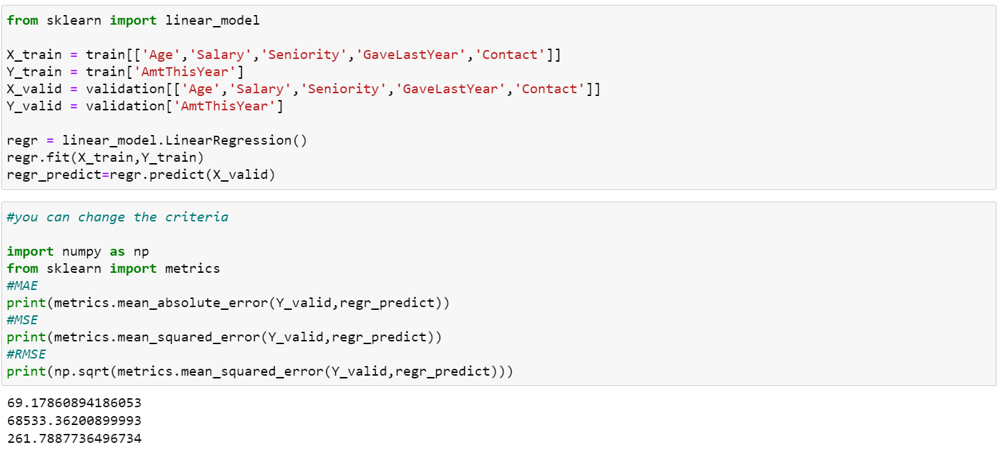 from sklearn import linear_model
X_train = train[['Age','Salary','Seniority','GaveLastYear','Contact']]
Y_train = train['AmtThisYear']
X_valid = validation[['Age','Salary','Seniority','GaveLastYear','Contact']]
Y_valid = validation['AmtThisYear']
regr = linear_model.LinearRegression()
regr.fit(X_train,Y_train)
regr_predict=regr.predict(X_valid)
#you can change the criteria
import numpy as np
from sklearn import metrics
#MAE
print(metrics.mean_absolute_error(Y_valid,regr_predict))
#MSE
print(metrics.mean_squared_error(Y_valid,regr_predict))
#RMSE
print(np.sqrt(metrics.mean_squared_error(Y_valid,regr_predict)))
69.17860894186053
68533.36200899993
261.7887736496734